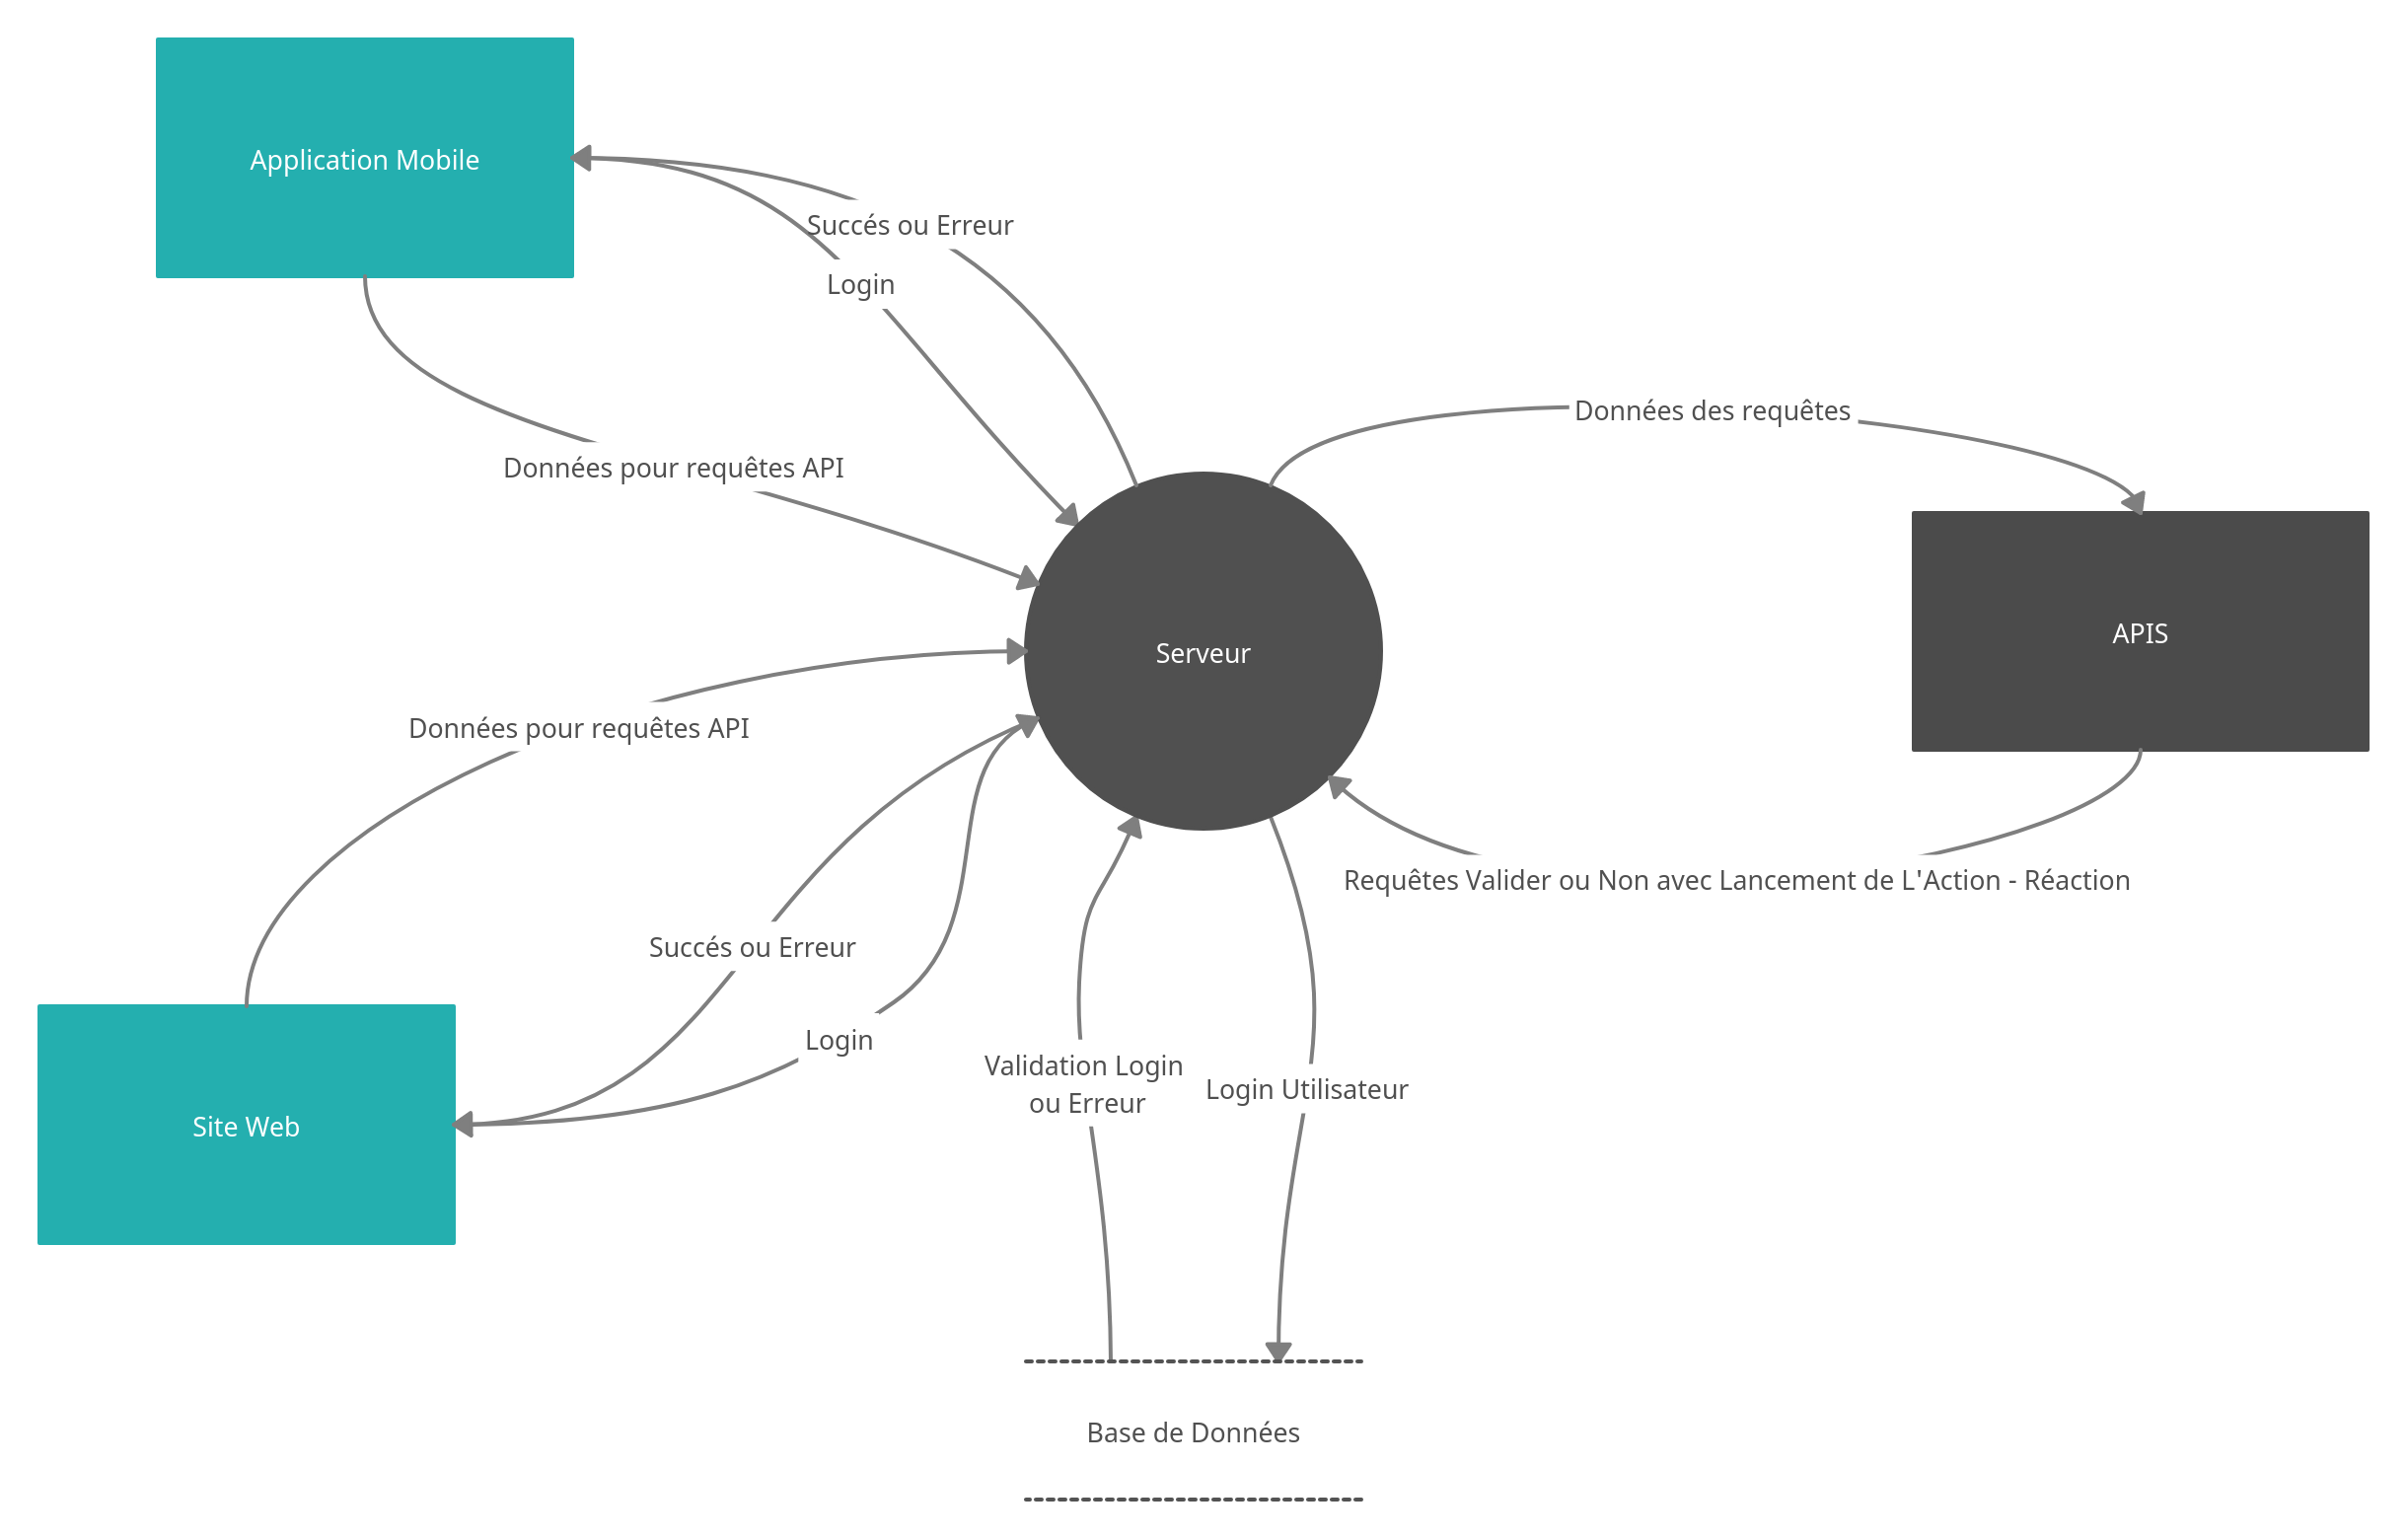 Application Mobile
Succés ou Erreur
Login
Données des requêtes
Données pour requêtes API
APIS
Serveur
Données pour requêtes API
Requêtes Valider ou Non avec Lancement de L'Action - Réaction
Succés ou Erreur
Login
Validation Login
ou Erreur
Login Utilisateur
Site Web
Base de Données